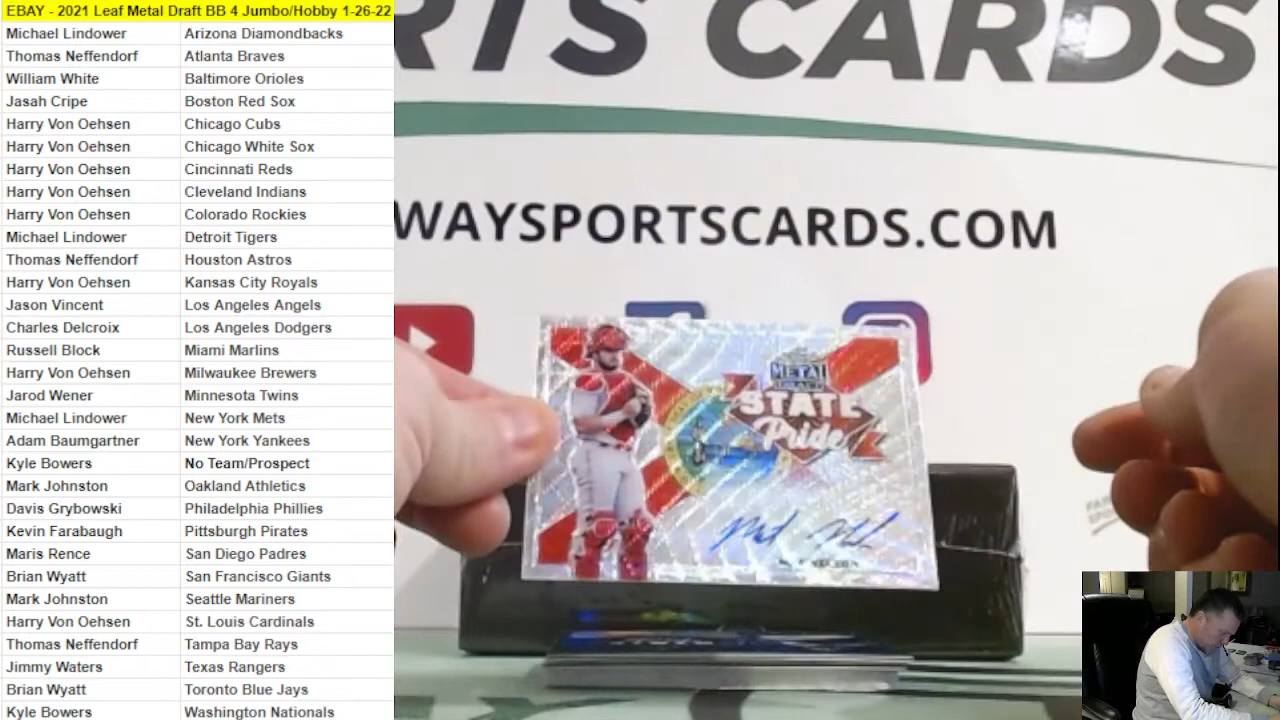 EBAY - 2021 Leaf Metal Draft BB 4 Jumbo/Hobby 1-26-22
Michael Lindower Arizona Diamondbacks
Thomas Neffendorf Atlanta Braves
William White Baltimore Orioles
Jasah Cripe Boston Red Sox
Harry Von Oehsen Chicago Cubs
Harry Von Oehsen Chicago White Sox
Harry Von Oehsen Cincinnati Reds
Harry Von Oehsen Cleveland Indians
Harry Von Oehsen Colorado Rockies
Michael Lindower Detroit Tigers
Thomas Neffendorf Houston Astros
Harry Von Oehsen Kansas City Royals
Jason Vincent Los Angeles Angels
Charles Delcroix Los Angeles Dodgers
Russell Block Miami Marlins
Harry Von Oehsen Milwaukee Brewers
Jarod Wener Minnesota Twins
Michael Lindower New York Mets
Adam Baumgartner New York Yankees
Kyle Bowers No Team/Prospect
Mark Johnston Oakland Athletics
Davis Grybowski Philadelphia Phillies
Kevin Farabaugh Pittsburgh Pirates
Maris Rence San Diego Padres
Brian Wyatt San Francisco Giants
Mark Johnston Seattle Mariners
Harry Von Oehsen St. Louis Cardinals
Thomas Neffendorf Tampa Bay Rays
Jimmy Waters Texas Rangers
Brian Wyatt Toronto Blue Jays
Kyle Bowers Washington Nationals
RTS CARDS
WAYSPORTSCARDS.COM
METAL
STATE
Pride